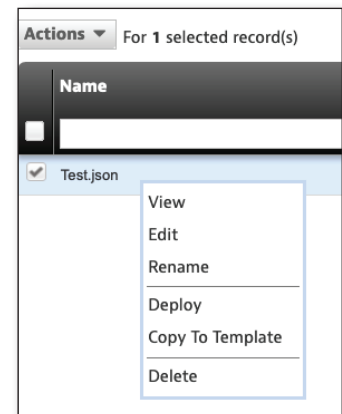 Actions For 1 selected record(s)
Name
Test.json
View
Edit
Rename
Deploy
Copy To Template
Delete